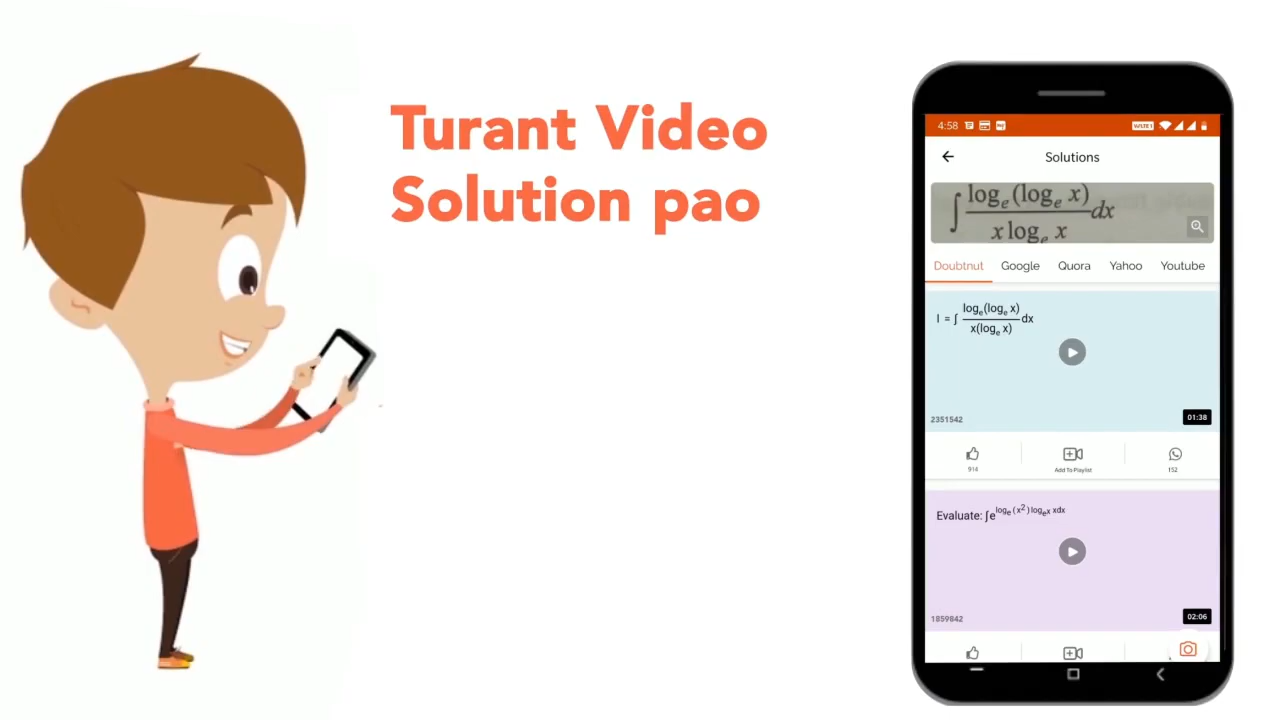 Turant Video
Solution pao
4:58
VoLTE1
Solutions
∫ logₑ(logₑ x) / x logₑ x dx
Doubtnut Google Quora Yahoo Youtube
I = ∫ logₑ(logₑ x) / x(logₑ x) dx
2351542 01:38
914 Add To Playlist 152
Evaluate: ∫e^logₑ(x²)logₑx xdx
1859842 02:06